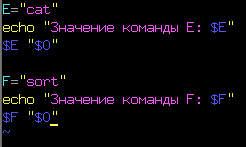 E="cat"
echo "Значение команды E: $E"
$E "$0"

F="sort"
echo "Значение команды F: $F"
$F "$0"
~